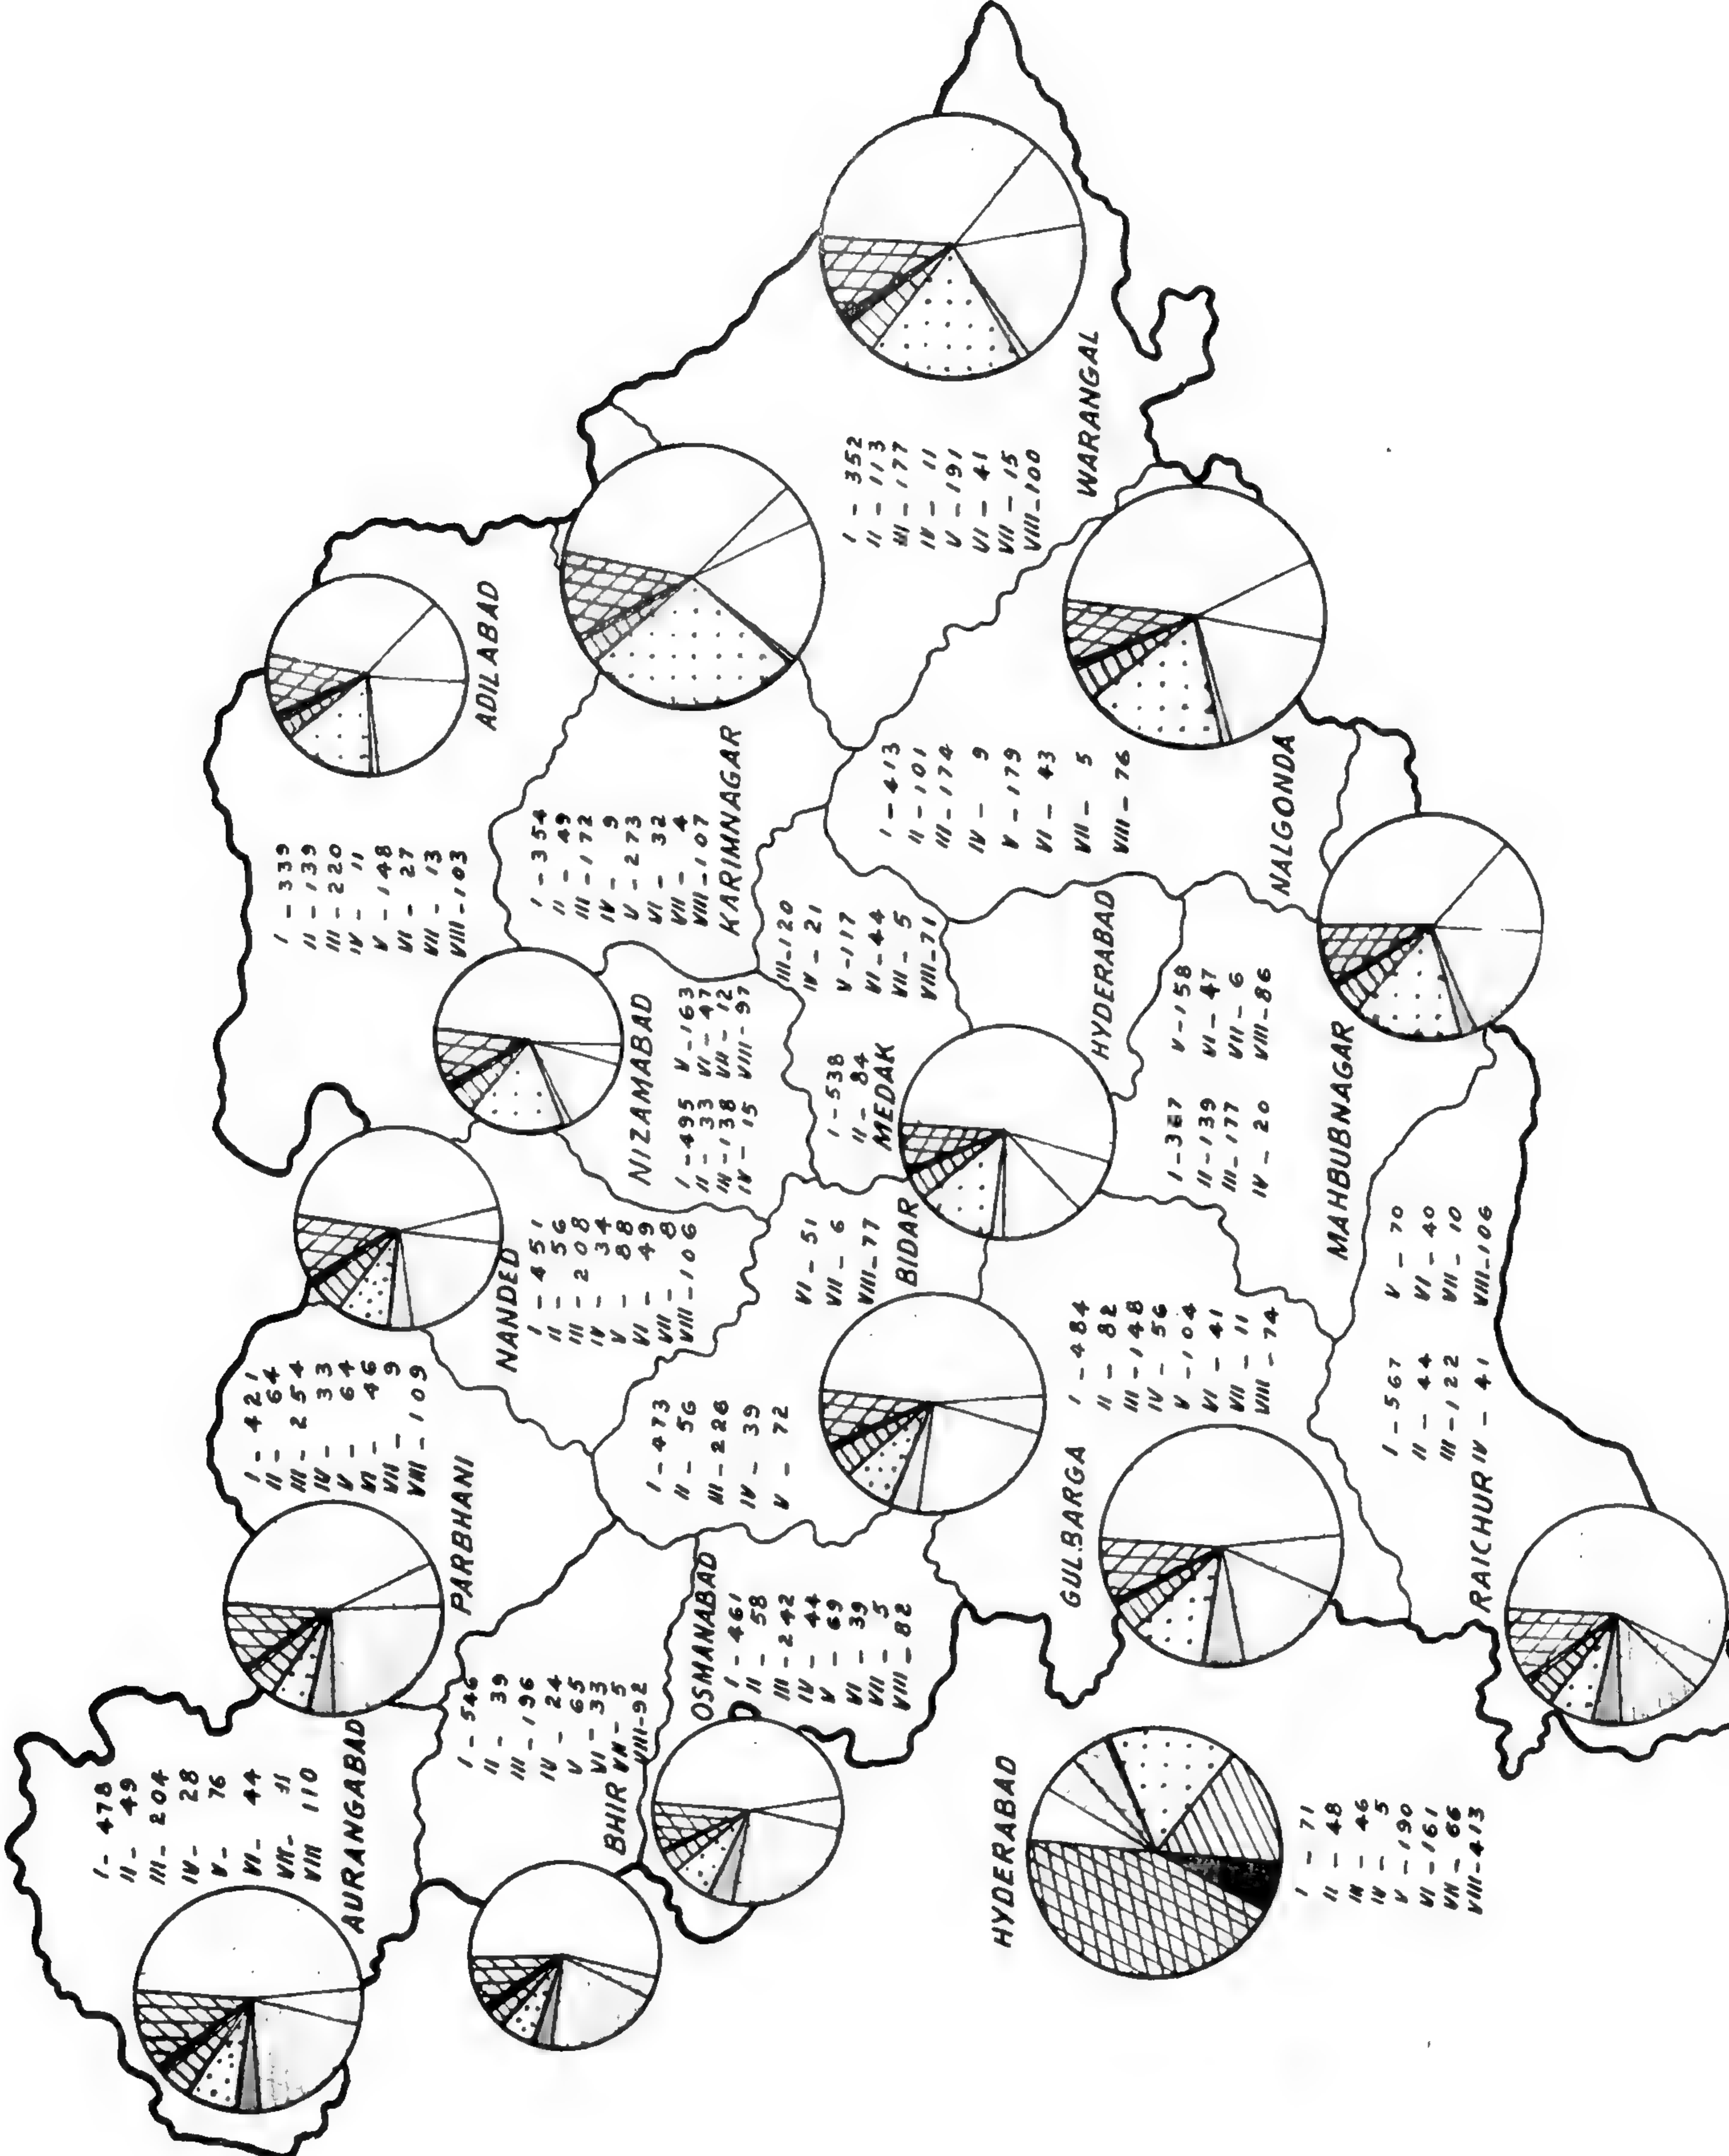 ADILABAD
I - 339
II - 139
III - 220
IV - 11
V - 148
VI - 27
VII - 13
VIII - 103
KARIMNAGAR
I - 354
II - 49
III - 172
IV - 9
V - 273
VI - 32
VII - 4
VIII - 107
WARANGAL
I - 352
II - 113
III - 177
IV - 11
V - 191
VI - 41
VII - 15
VIII - 100
NALGONDA
I - 413
II - 101
III - 174
IV - 9
V - 179
VI - 43
VII - 5
VIII - 76
NIZAMABAD
I - 495 V - 163
II - 33 VI - 47
III - 138 VII - 12
IV - 15 VIII - 97
MEDAK
I - 538
II - 84
III - 120
IV - 21
V - 117
VI - 44
VII - 5
VIII - 71
HYDERABAD
MAHBUBNAGAR
I - 367 V - 158
II - 139 VI - 47
III - 177 VII - 6
IV - 20 VIII - 86
NANDED
I - 451
II - 56
III - 208
IV - 34
V - 88
VI - 49
VII - 8
VIII - 106
BIDAR
I - 473
II - 56
III - 226
IV - 39
V - 72
VI - 51
VII - 6
VIII - 77
PARBHANI
I - 421
II - 64
III - 254
IV - 33
V - 64
VI - 46
VII - 9
VIII - 109
GULBARGA
I - 484
II - 82
III - 148
IV - 56
V - 104
VI - 41
VII - 11
VIII - 74
RAICHUR
I - 567 V - 70
II - 44 VI - 40
III - 122 VII - 10
IV - 41 VIII - 106
AURANGABAD
I - 478
II - 49
III - 204
IV - 28
V - 76
VI - 44
VII - 11
VIII 110
BHIR
I - 546
II - 39
III - 196
IV - 24
V - 65
VI - 33
VII - 5
VIII - 92
OSMANABAD
I - 461
II - 58
III - 242
IV - 44
V - 69
VI - 39
VII - 5
VIII - 82
HYDERABAD
I - 71
II - 48
III - 46
IV - 5
V - 190
VI - 161
VII - 66
VIII - 413